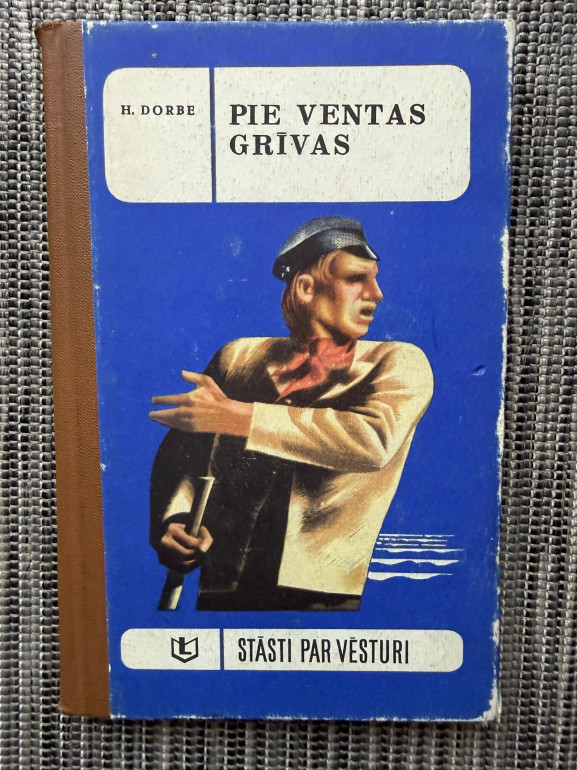 H. DORBE
PIE VENTAS
GRĪVAS
STĀSTI PAR VĒSTURI